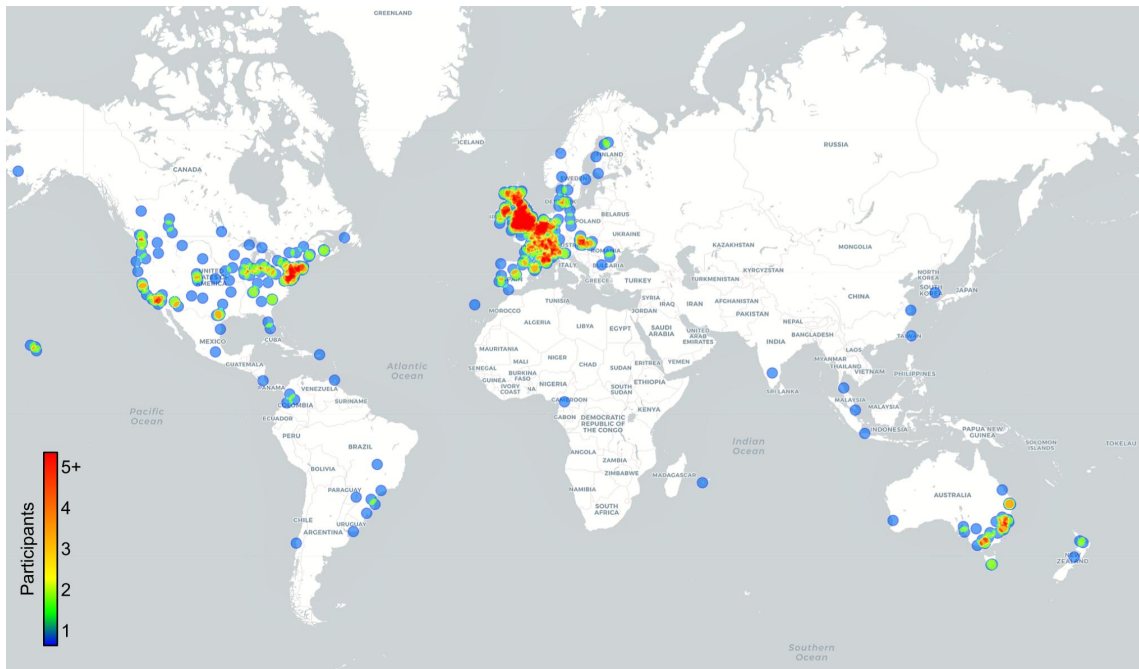 GREENLAND
ICELAND
RUSSIA
FINLAND
CANADA
BELARUS
POLAND
UKRAINE
KAZAKHSTAN
MONGOLIA
ROMANIA
BULGARIA
ITALY
KYRGYZSTAN
NORTH
KOREA
UNITED
STATES OF
AMERICA
GREECE
TURKEY
TURKMENISTAN
SOUTH
KOREA
JAPAN
CHINA
TUNISIA
SYRIA
IRAQ
IRAN
AFGHANISTAN
MOROCCO
JORDAN
PAKISTAN
ALGERIA
LIBYA
EGYPT
SAUDI
ARABIA
UNITED
ARAB
EMIRATES
NEPAL
BANGLADESH
TAIWAN
MEXICO
CUBA
INDIA
MAURITANIA
MALI
NIGER
CHAD
SUDAN
ERITREA
YEMEN
MYANMAR
LAOS
THAILAND
VIETNAM
PHILIPPINES
GUATEMALA
SENEGAL
GUINEA
BURKINA
FASO
IVORY
COAST
NIGERIA
SOUTH
SUDAN
ETHIOPIA
Atlantic
Ocean
SRI LANKA
PANAMA
VENEZUELA
COLOMBIA
SURINAME
CAMEROON
MALAYSIA
MALAYSIA
Pacific
Ocean
ECUADOR
GABON
DEMOCRATIC
REPUBLIC OF
THE CONGO
KENYA
INDONESIA
PAPUA NEW
GUINEA
SOLOMON
ISLANDS
TOKELAU
PERU
BRAZIL
Indian
Ocean
ANGOLA
ZAMBIA
BOLIVIA
ZIMBABWE
MADAGASCAR
PARAGUAY
NAMIBIA
AUSTRALIA
SOUTH
AFRICA
CHILE
URUGUAY
ARGENTINA
NEW
ZEALAND
Southern
Ocean
Participants
5+
4
3
2
1